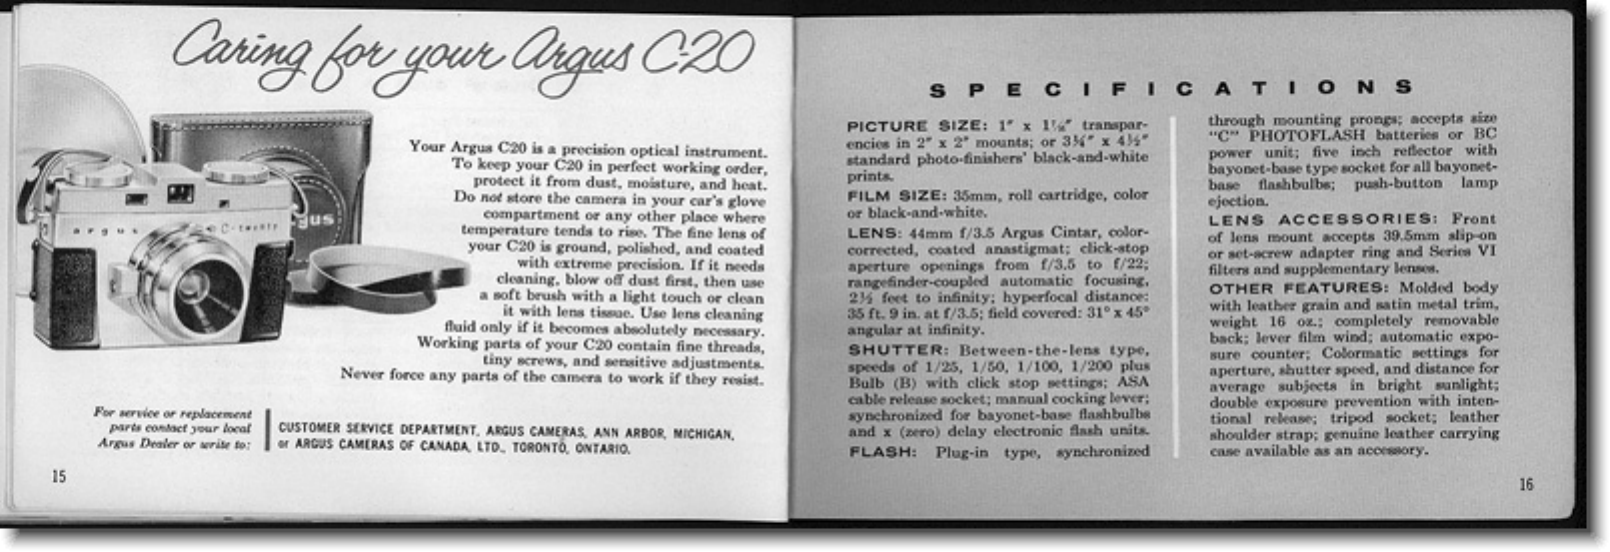 Caring for your Argus C-20
argus
C-twenty
argus
Your Argus C20 is a precision optical instrument.
To keep your C20 in perfect working order,
protect it from dust, moisture, and heat.
Do not store the camera in your car's glove
compartment or any other place where
temperature tends to rise. The fine lens of
your C20 is ground, polished, and coated
with extreme precision. If it needs
cleaning, blow off dust first, then use
a soft brush with a light touch or clean
it with lens tissue. Use lens cleaning
fluid only if it becomes absolutely necessary.
Working parts of your C20 contain fine threads,
tiny screws, and sensitive adjustments.
Never force any parts of the camera to work if they resist.
For service or replacement
parts contact your local
Argus Dealer or write to:
CUSTOMER SERVICE DEPARTMENT, ARGUS CAMERAS, ANN ARBOR, MICHIGAN,
or ARGUS CAMERAS OF CANADA, LTD., TORONTO, ONTARIO.
15
SPECIFICATIONS
PICTURE SIZE: 1" x transpar-
encies in 2" x 2" mounts; or 3¼" x 4½"
standard photo-finishers' black-and-white
prints.
FILM SIZE: 35mm, roll cartridge, color
or black-and-white.
LENS: 44mm f/3.5 Argus Cintar, color-
corrected, coated anastigmat; click-stop
aperture openings from f/3.5 to f/22;
rangefinder-coupled automatic focusing,
2½ feet to infinity; hyperfocal distance:
35 ft. 9 in. at f/3.5; field covered: 31° x 45°
angular at infinity.
SHUTTER: Between-the-lens type,
speeds of 1/25, 1/50, 1/100, 1/200 plus
Bulb (B) with click stop settings; ASA
cable release socket; manual cocking lever;
synchronized for bayonet-base flashbulbs
and x (zero) delay electronic flash units.
FLASH: Plug-in type, synchronized
through mounting prongs; accepts size
"C" PHOTOFLASH batteries or BC
power unit; five inch reflector with
bayonet-base type socket for all bayonet-
base flashbulbs; push-button lamp
ejection.
LENS ACCESSORIES: Front
of lens mount accepts 39.5mm slip-on
or set-screw adapter ring and Series VI
filters and supplementary lenses.
OTHER FEATURES: Molded body
with leather grain and satin metal trim,
weight 16 oz.; completely removable
back; lever film wind; automatic expo-
sure counter; Colormatic settings for
aperture, shutter speed, and distance for
average subjects in bright sunlight;
double exposure prevention with inten-
tional release; tripod socket; leather
shoulder strap; genuine leather carrying
case available as an accessory.
16